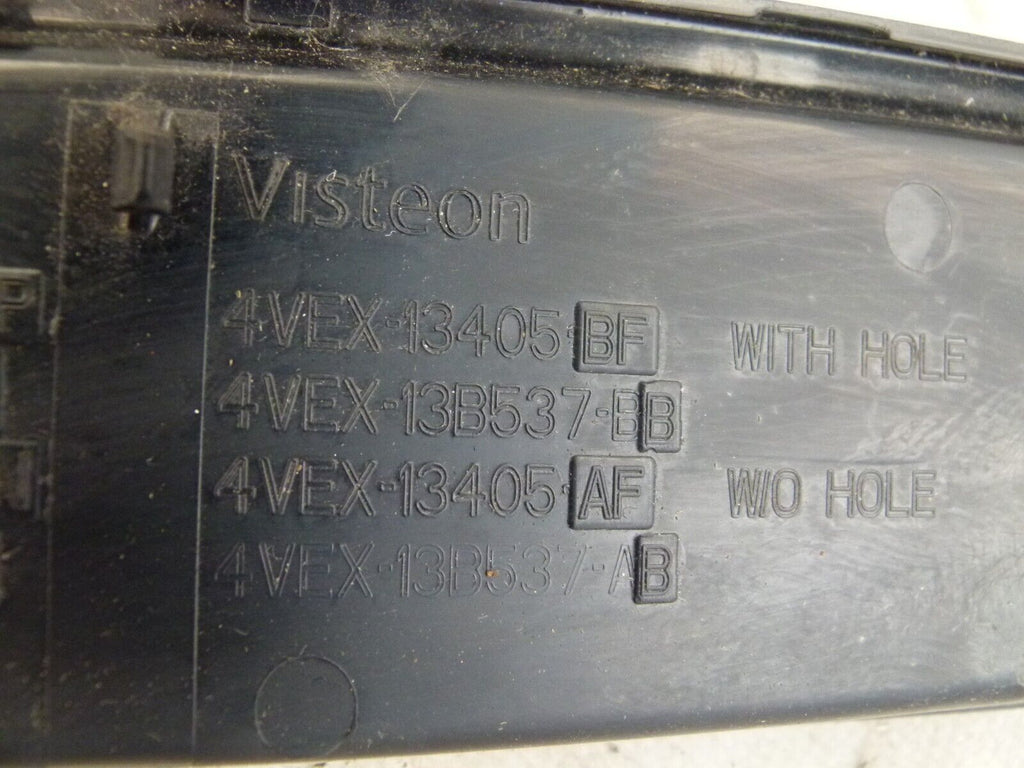 Visteon
4VEX-13405-BF WITH HOLE
4VEX-13B537-BB
4VEX-13405-AF W/O HOLE
4VEX-13B537-AB
P